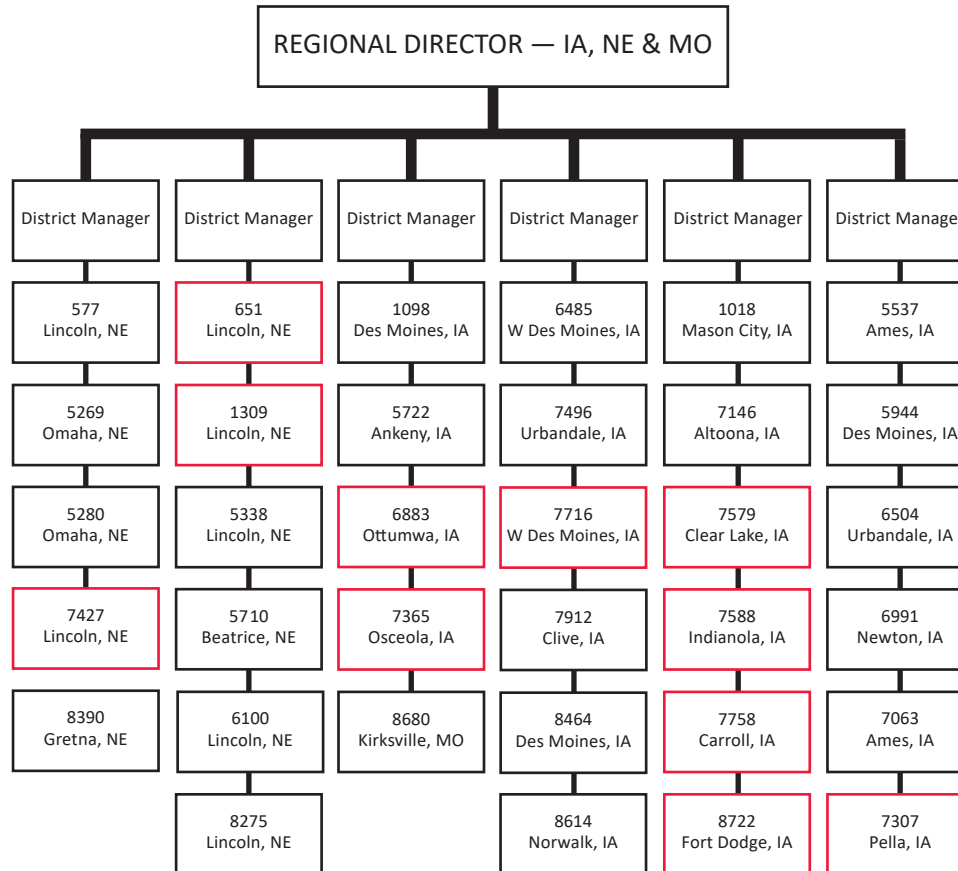 REGIONAL DIRECTOR — IA, NE & MO
District Manager
577
Lincoln, NE
5269
Omaha, NE
5280
Omaha, NE
7427
Lincoln, NE
8390
Gretna, NE
District Manager
651
Lincoln, NE
1309
Lincoln, NE
5338
Lincoln, NE
5710
Beatrice, NE
6100
Lincoln, NE
8275
Lincoln, NE
District Manager
1098
Des Moines, IA
5722
Ankeny, IA
6883
Ottumwa, IA
7365
Osceola, IA
8680
Kirksville, MO
District Manager
6485
W Des Moines, IA
7496
Urbandale, IA
7716
W Des Moines, IA
7912
Clive, IA
8464
Des Moines, IA
8614
Norwalk, IA
District Manager
1018
Mason City, IA
7146
Altoona, IA
7579
Clear Lake, IA
7588
Indianola, IA
7758
Carroll, IA
8722
Fort Dodge, IA
District Manage
5537
Ames, IA
5944
Des Moines, IA
6504
Urbandale, IA
6991
Newton, IA
7063
Ames, IA
7307
Pella, IA